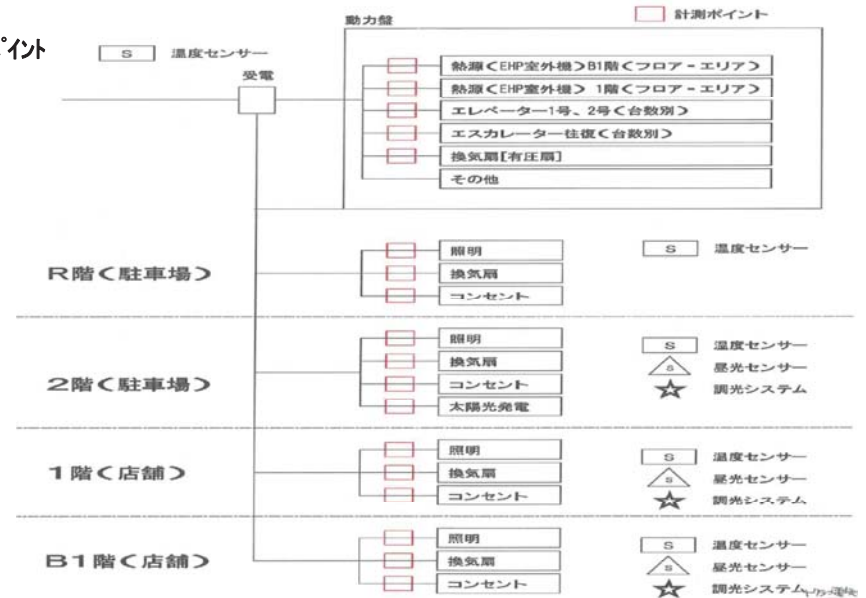 計測ポイント
動力盤
イント
S 温度センサー
受電
熱源<EHP室外機>B1階<フロア-エリア>
熱源<EHP室外機> 1階<フロア-エリア>
エレベーター1号、2号<台数別>
エスカレーター往復<台数別>
換気扇[有圧扇]
その他
R階<駐車場>
照明
換気扇
コンセント
S 温度センサー
2階<駐車場>
照明
換気扇
コンセント
太陽光発電
S 温度センサー
S 昼光センサー
調光システム
1階<店舗>
照明
換気扇
コンセント
S 温度センサー
S 昼光センサー
調光システム
B1階<店舗>
照明
換気扇
コンセント
S 温度センサー
S 昼光センサー
調光システム